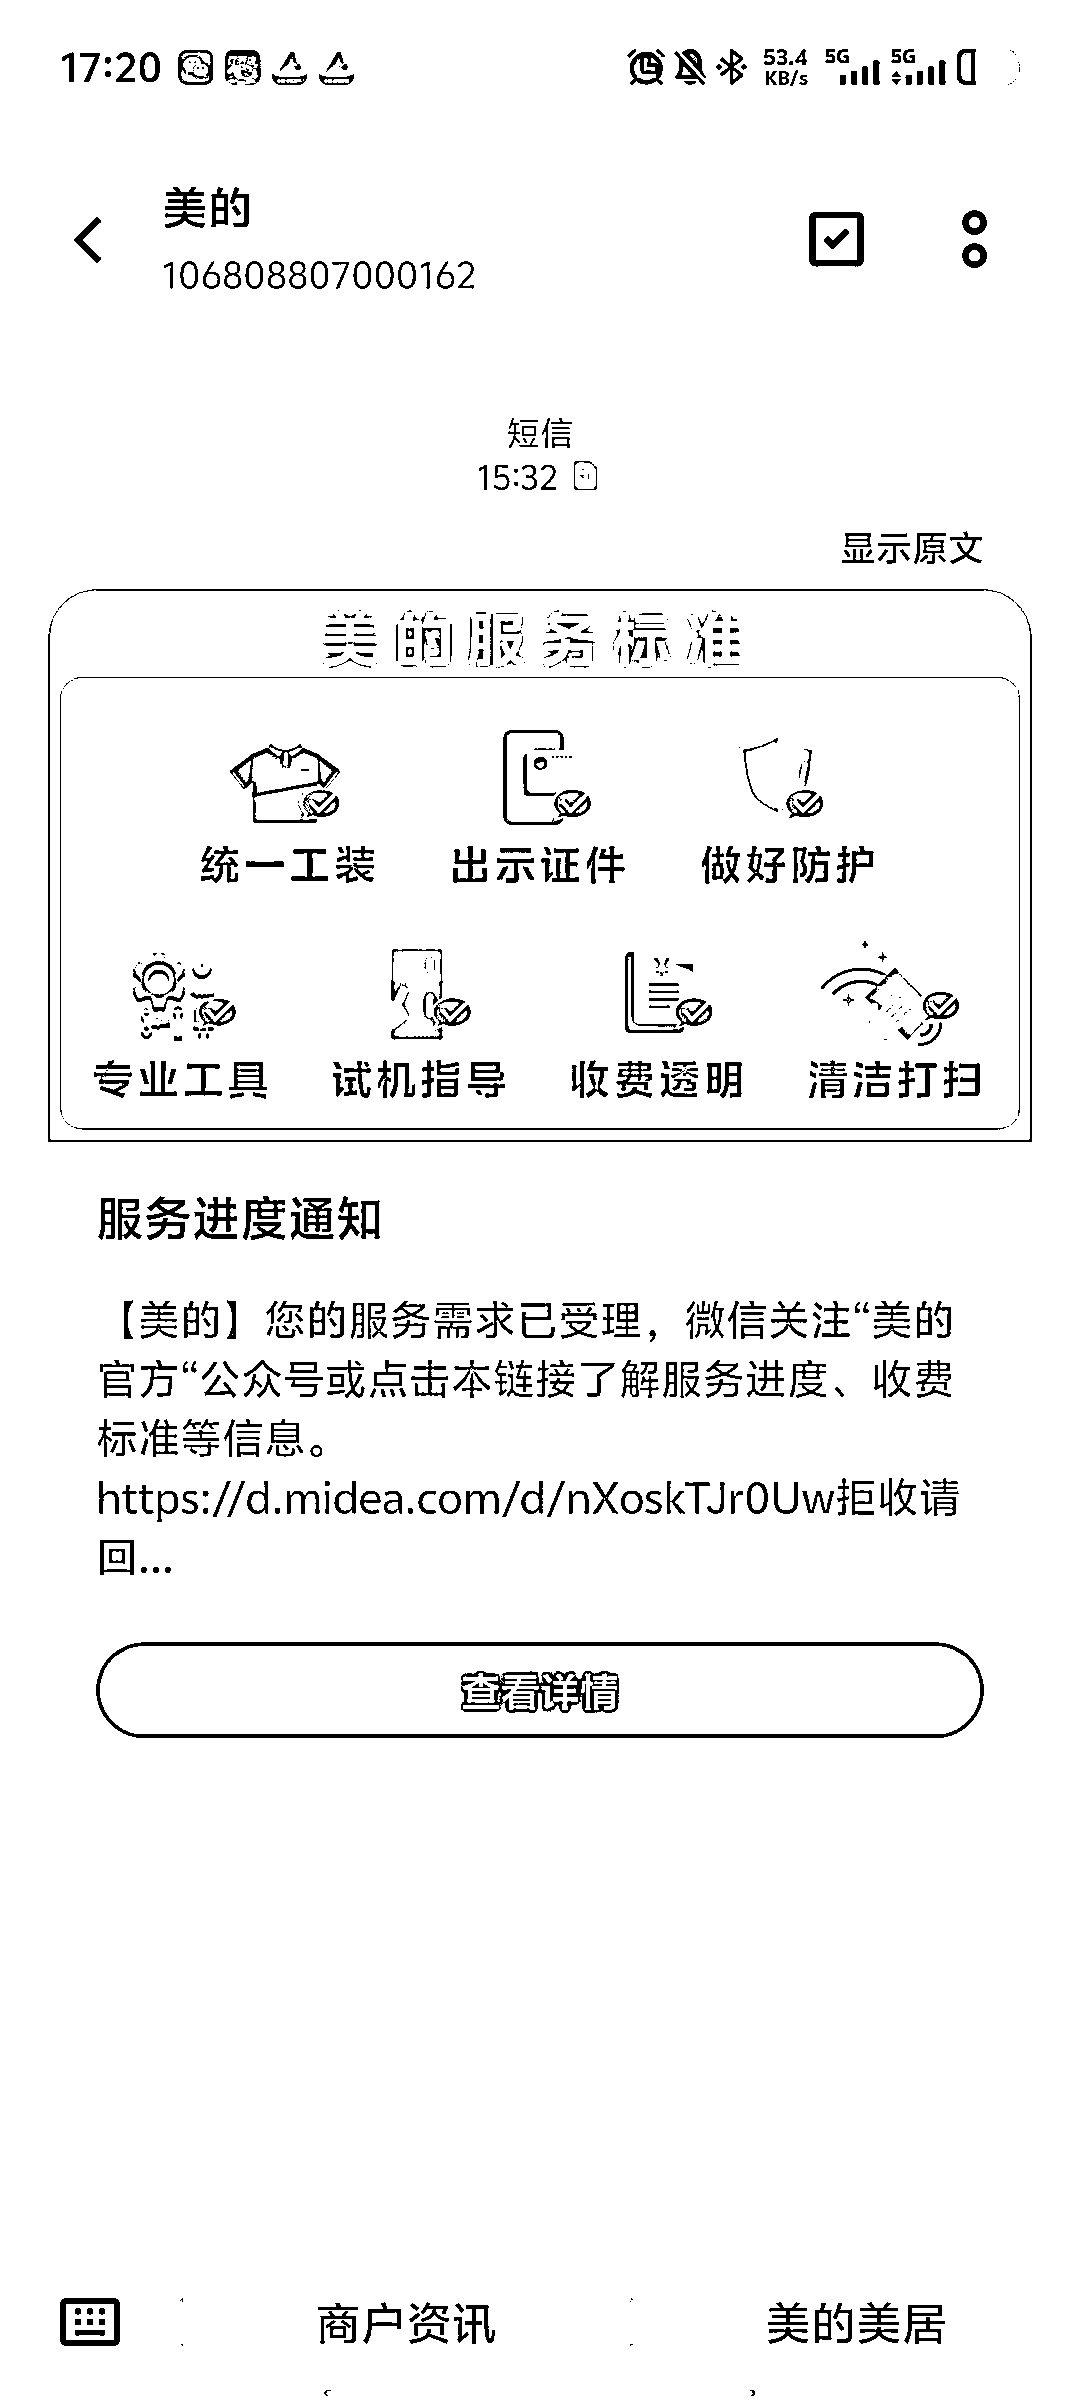 17:20
53.4 KB/s 5G 5G
美的
106808807000162
短信
15:32
显示原文
美的服务标准
统一工装 出示证件 做好防护
专业工具 试机指导 收费透明 清洁打扫
服务进度通知
【美的】您的服务需求已受理，微信关注“美的
官方“公众号或点击本链接了解服务进度、收费
标准等信息。
https://d.midea.com/d/nXoskTJr0Uw拒收请
回...
查看详情
商户资讯 美的美居